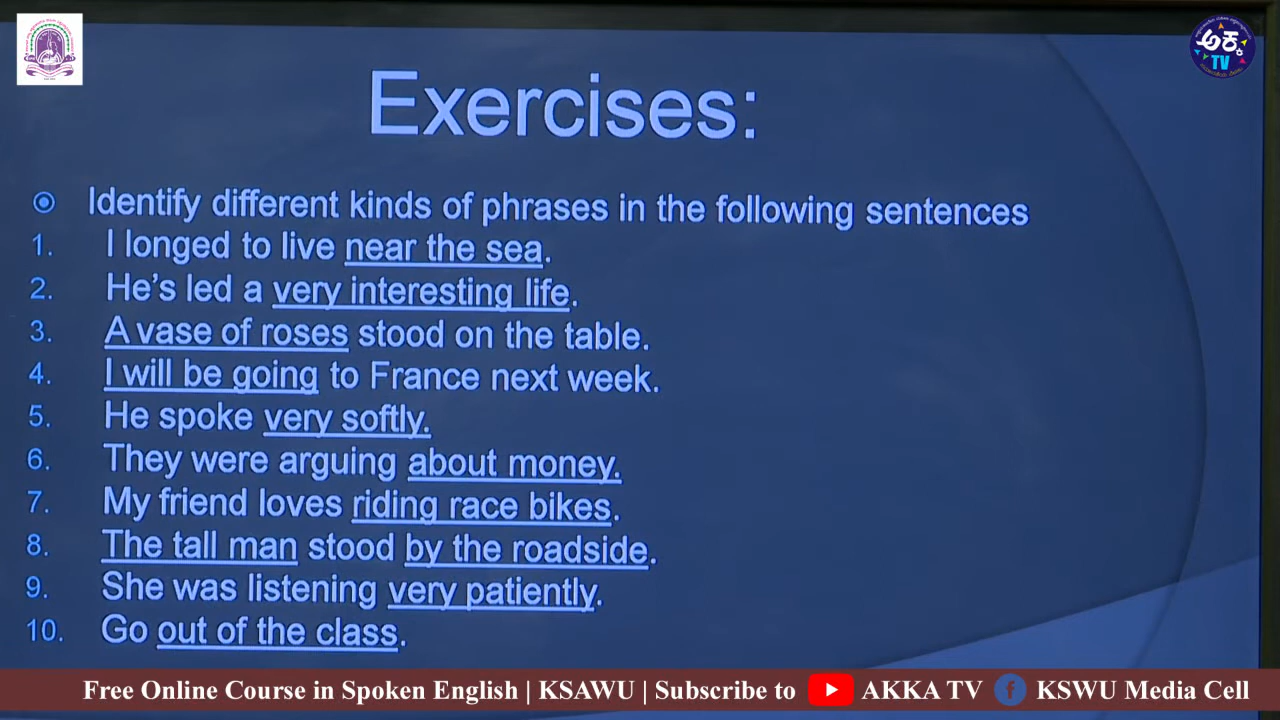 ಅಕ್ಕ
TV
Exercises:
Identify different kinds of phrases in the following sentences
1. I longed to live near the sea.
2. He's led a very interesting life.
3. A vase of roses stood on the table.
4. I will be going to France next week.
5. He spoke very softly.
6. They were arguing about money.
7. My friend loves riding race bikes.
8. The tall man stood by the roadside.
9. She was listening very patiently.
10. Go out of the class.
Free Online Course in Spoken English | KSAWU | Subscribe to AKKA TV f KSWU Media Cell